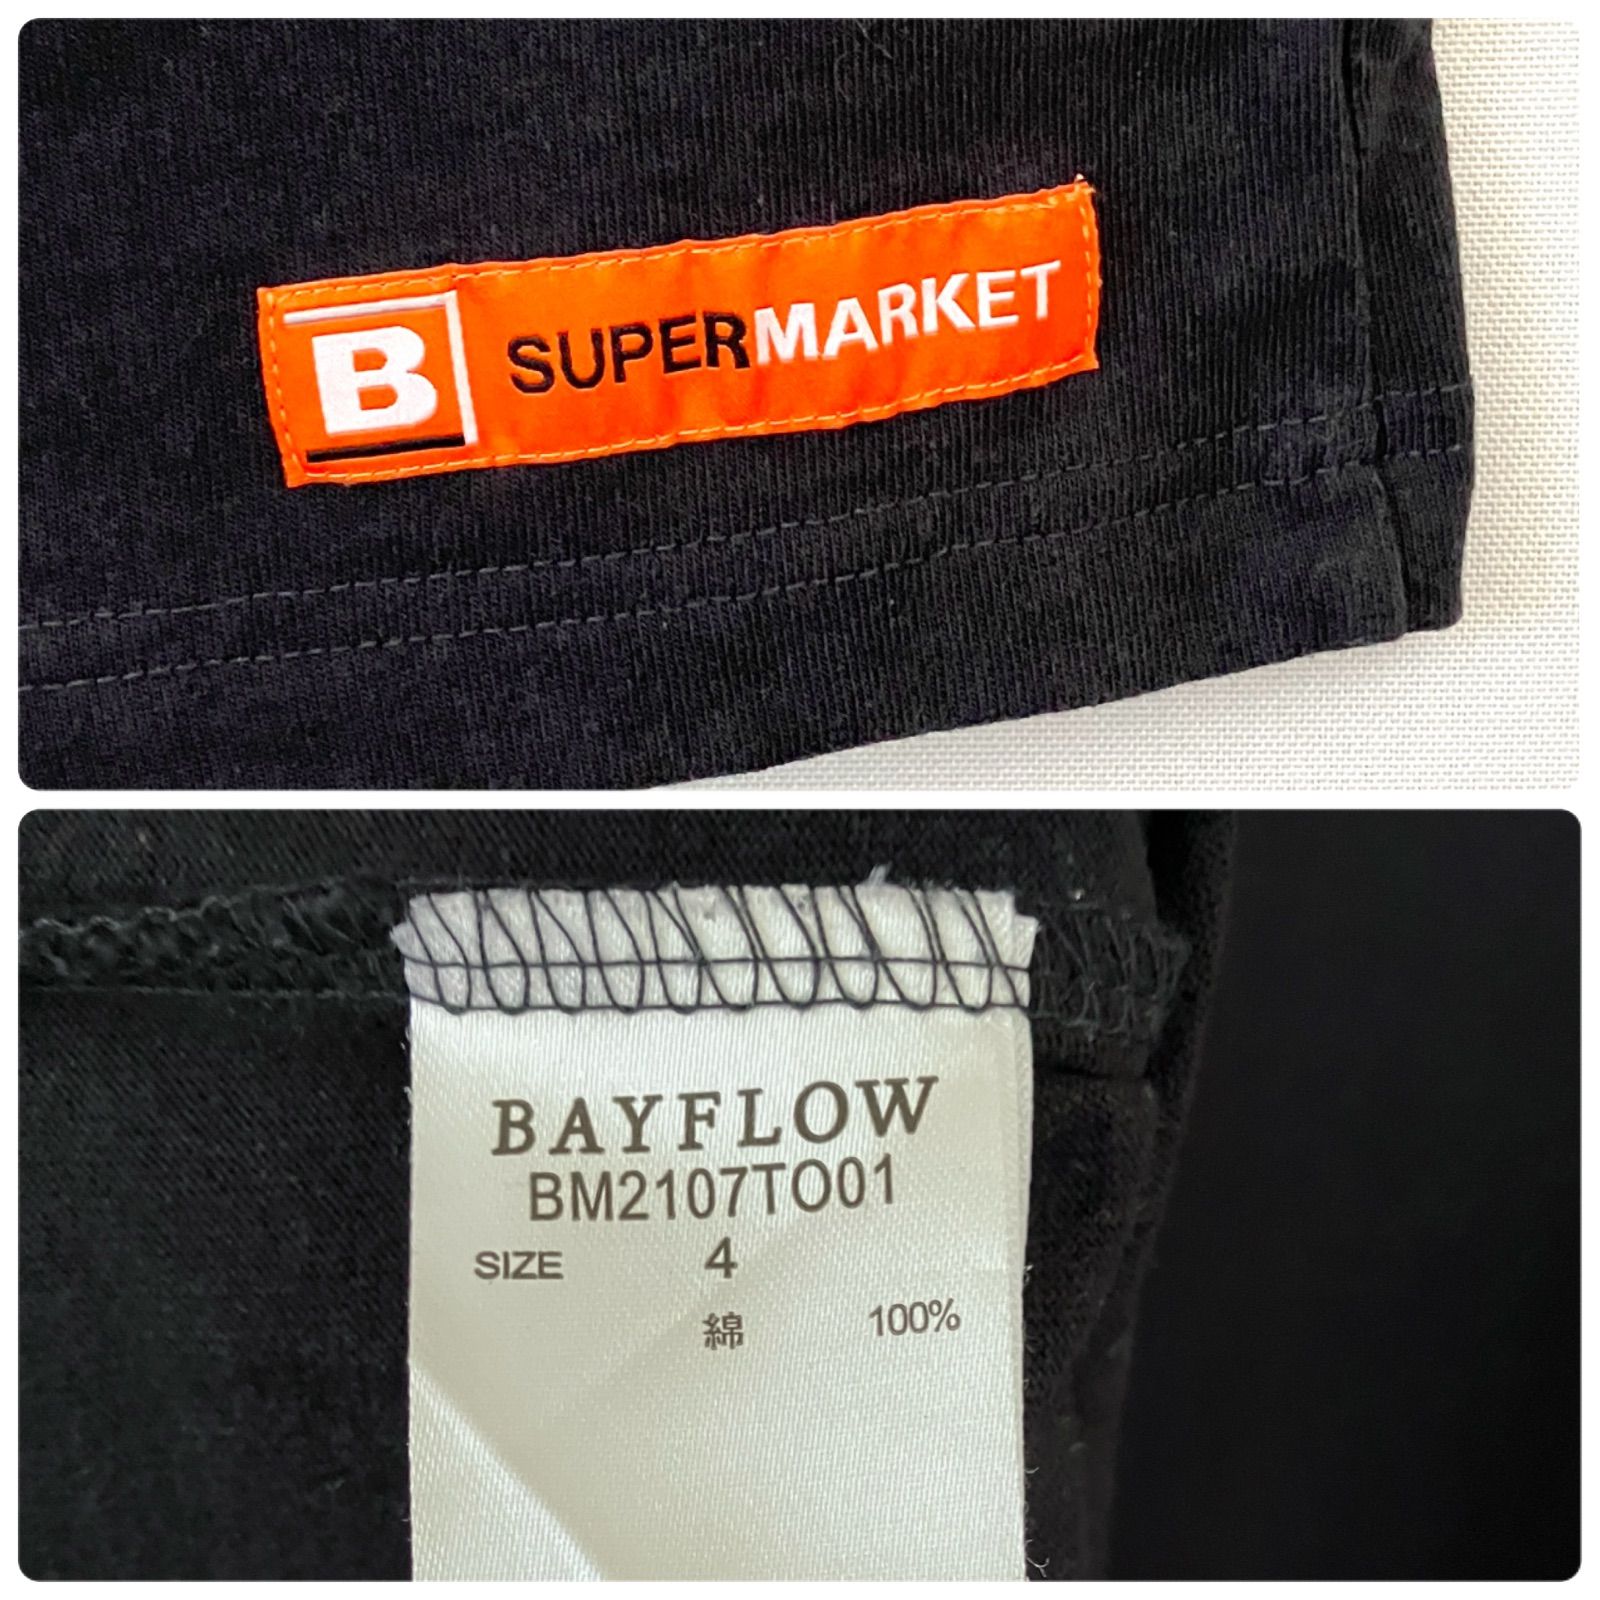 B SUPERMARKET
BAYFLOW
BM2107TO01
SIZE 4
綿 100%